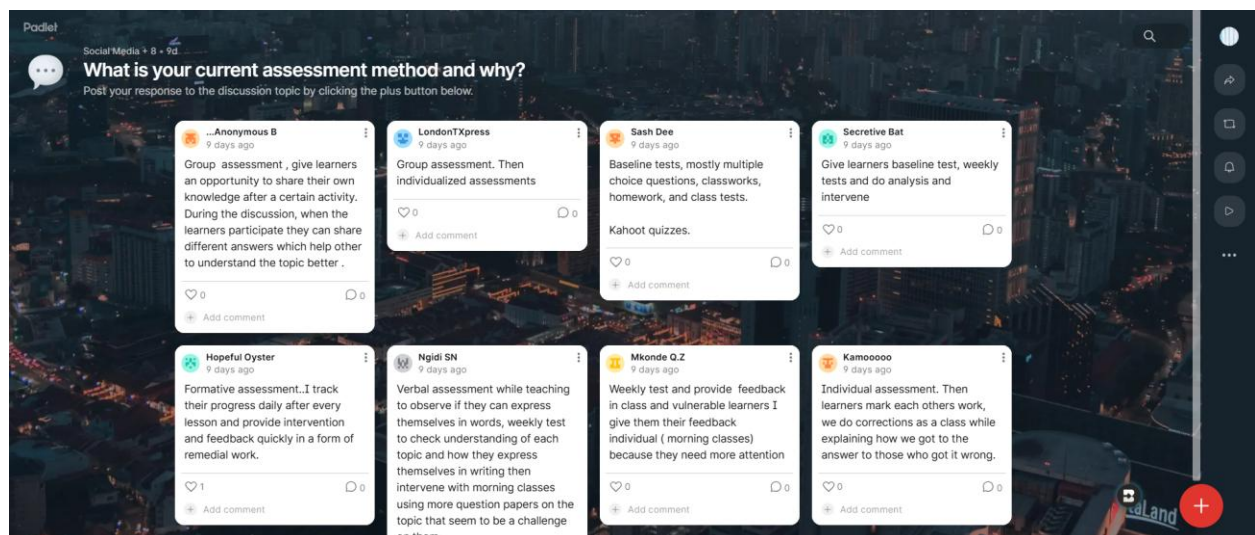 Padlet
Social Media + 8 • 9d
What is your current assessment method and why?
Post your response to the discussion topic by clicking the plus button below.
...Anonymous B
9 days ago
Group assessment , give learners
an opportunity to share their own
knowledge after a certain activity.
During the discussion, when the
learners participate they can share
different answers which help other
to understand the topic better .
0
0
Add comment
LondonTXpress
9 days ago
Group assessment. Then
individualized assessments
0
0
Add comment
Sash Dee
9 days ago
Baseline tests, mostly multiple
choice questions, classworks,
homework, and class tests.
Kahoot quizzes.
0
0
Add comment
Secretive Bat
9 days ago
Give learners baseline test, weekly
tests and do analysis and
intervene
0
0
Add comment
Hopeful Oyster
9 days ago
Formative assessment..I track
their progress daily after every
lesson and provide intervention
and feedback quickly in a form of
remedial work.
1
0
Add comment
Ngidi SN
9 days ago
Verbal assessment while teaching
to observe if they can express
themselves in words, weekly test
to check understanding of each
topic and how they express
themselves in writing then
intervene with morning classes
using more question papers on the
topic that seem to be a challenge
Mkonde Q.Z
9 days ago
Weekly test and provide feedback
in class and vulnerable learners I
give them their feedback
individual ( morning classes)
because they need more attention
0
0
Add comment
Kamooooo
9 days ago
Individual assessment. Then
learners mark each others work,
we do corrections as a class while
explaining how we got to the
answer to those who got it wrong.
0
0
Add comment
aLand